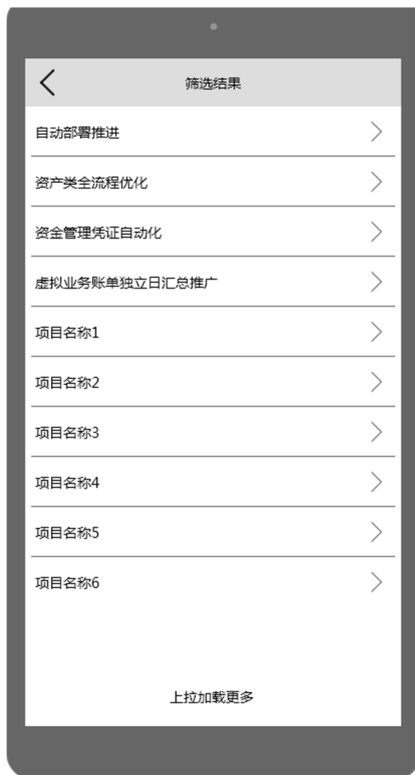 筛选结果
自动部署推进
资产类全流程优化
资金管理凭证自动化
虚拟业务账单独立日汇总推广
项目名称1
项目名称2
项目名称3
项目名称4
项目名称5
项目名称6
上拉加载更多